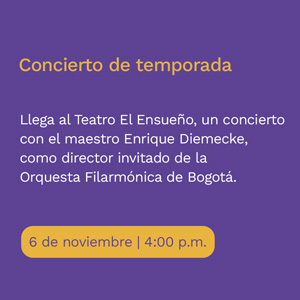 Concierto de temporada
Llega al Teatro El Ensueño, un concierto
con el maestro Enrique Diemecke,
como director invitado de la
Orquesta Filarmónica de Bogotá.
6 de noviembre | 4:00 p.m.